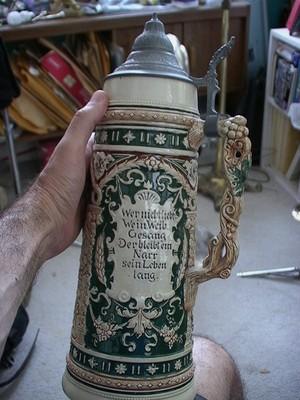 Wer nicht liebt
Wein Weib
Gesang
Der bleibt ein
Narr
sein Leben
lang.